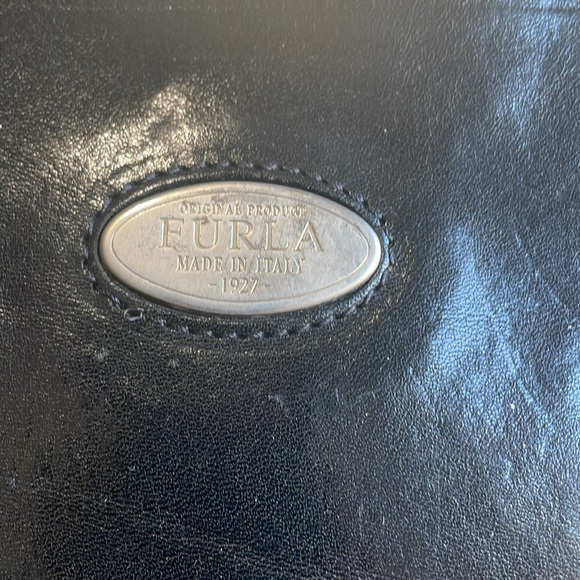 ORIGINAL PRODUCT
FURLA
MADE IN ITALY
-1927-